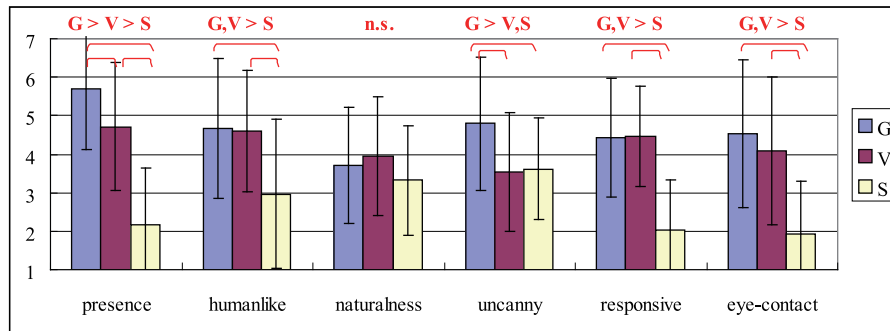 G > V > S G,V > S n.s. G > V,S G,V > S G,V > S
7
6
5
4
3
2
1
G
V
S
presence humanlike naturalness uncanny responsive eye-contact